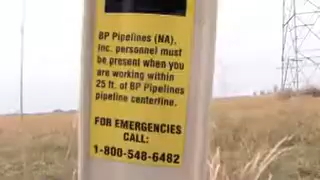 BP Pipelines (NA),
Inc. personnel must
be present when you
are working within
25 ft. of BP Pipelines
pipeline centerline.
FOR EMERGENCIES
CALL:
1-800-548-6482